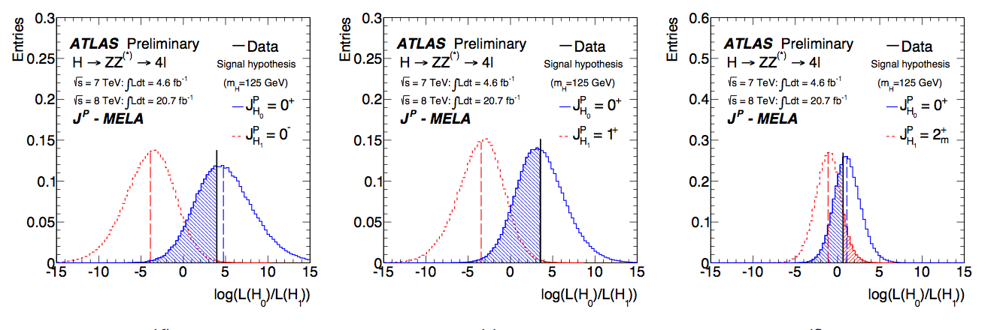 Entries
0.3
0.25
0.2
0.15
0.1
0.05
0
ATLAS Preliminary
H → ZZ(*) → 4l
√s = 7 TeV: ∫Ldt = 4.6 fb-1
√s = 8 TeV: ∫Ldt = 20.7 fb-1
JP - MELA
Data
Signal hypothesis
(mH=125 GeV)
JPH0 = 0+
JPH1 = 0-
-15 -10 -5 0 5 10 15
log(L(H0)/L(H1))
Entries
0.3
0.25
0.2
0.15
0.1
0.05
0
ATLAS Preliminary
H → ZZ(*) → 4l
√s = 7 TeV: ∫Ldt = 4.6 fb-1
√s = 8 TeV: ∫Ldt = 20.7 fb-1
JP - MELA
Data
Signal hypothesis
(mH=125 GeV)
JPH0 = 0+
JPH1 = 1+
-15 -10 -5 0 5 10 15
log(L(H0)/L(H1))
Entries
0.6
0.5
0.4
0.3
0.2
0.1
0
ATLAS Preliminary
H → ZZ(*) → 4l
√s = 7 TeV: ∫Ldt = 4.6 fb-1
√s = 8 TeV: ∫Ldt = 20.7 fb-1
JP - MELA
Data
Signal hypothesis
(mH=125 GeV)
JPH0 = 0+
JPH1 = 2+m
-15 -10 -5 0 5 10 15
log(L(H0)/L(H1))